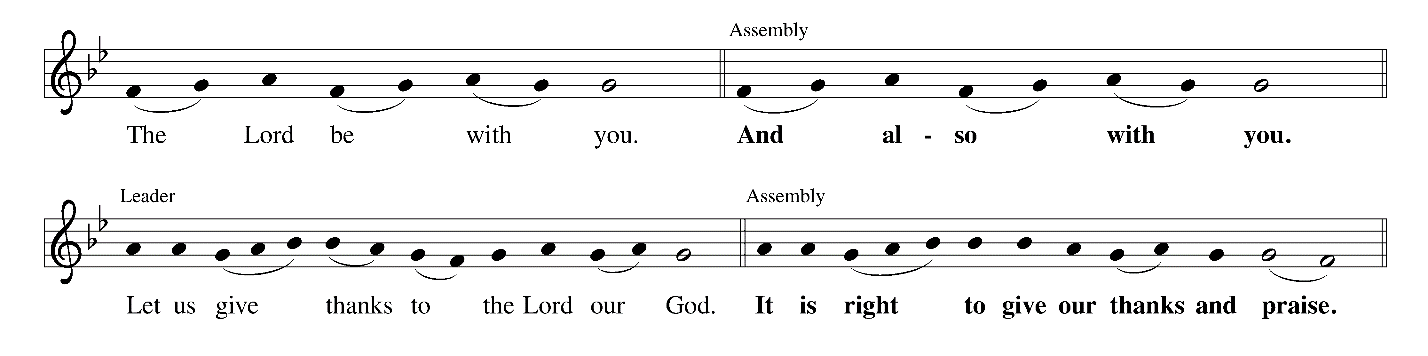 Assembly
The Lord be with you. And al - so with you.
Leader Assembly
Let us give thanks to the Lord our God. It is right to give our thanks and praise.